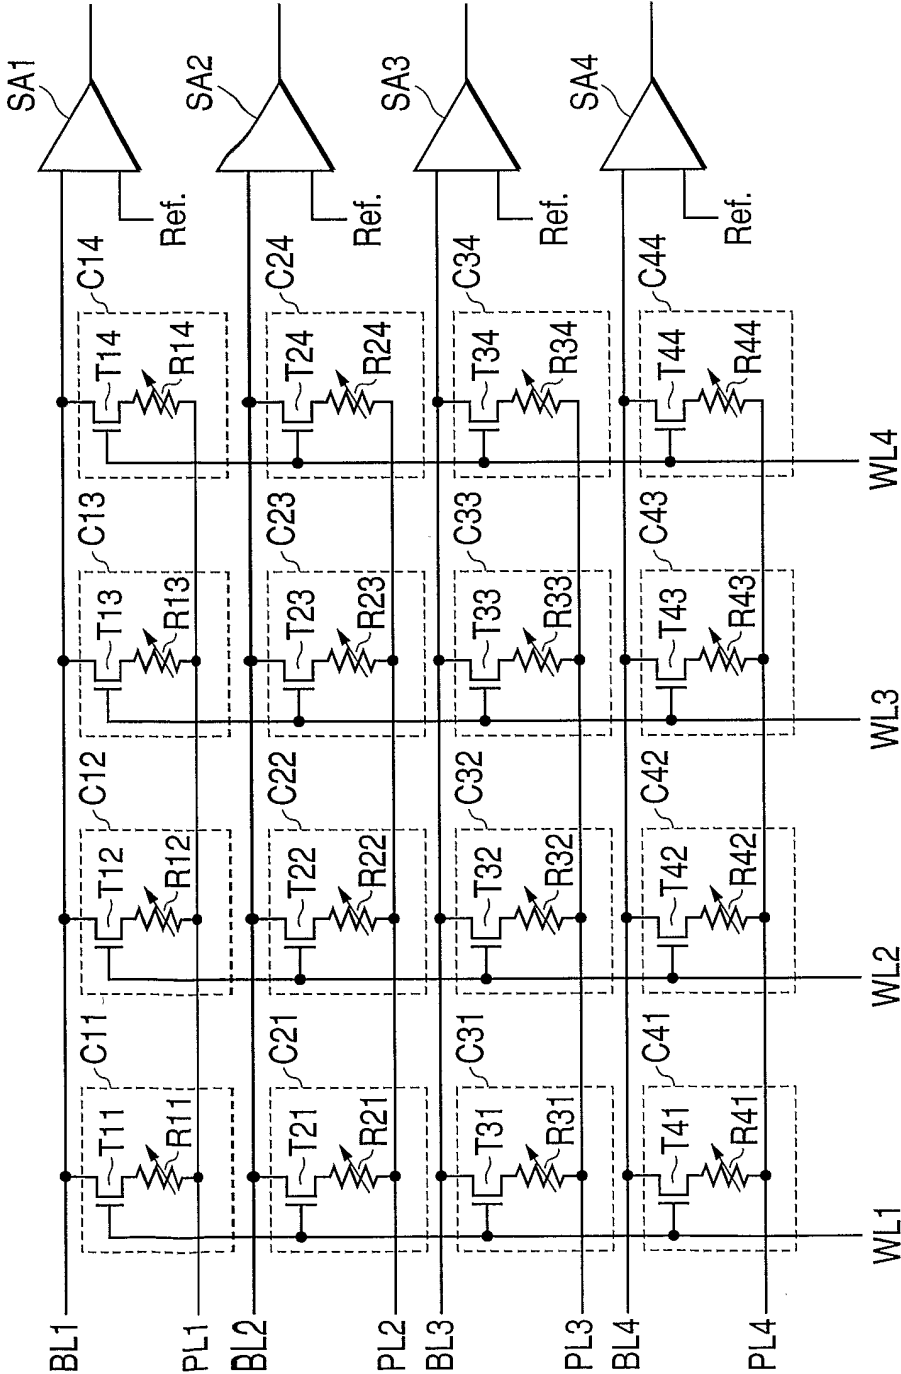 SA1
SA2
SA3
SA4
Ref.
Ref.
Ref.
Ref.
C14
T14
R14
C24
T24
R24
C34
T34
R34
C44
T44
R44
WL4
C13
T13
R13
C23
T23
R23
C33
T33
R33
C43
T43
R43
WL3
C12
T12
R12
C22
T22
R22
C32
T32
R32
C42
T42
R42
WL2
C11
T11
R11
C21
T21
R21
C31
T31
R31
C41
T41
R41
WL1
BL1
PL1
BL2
PL2
BL3
PL3
BL4
PL4